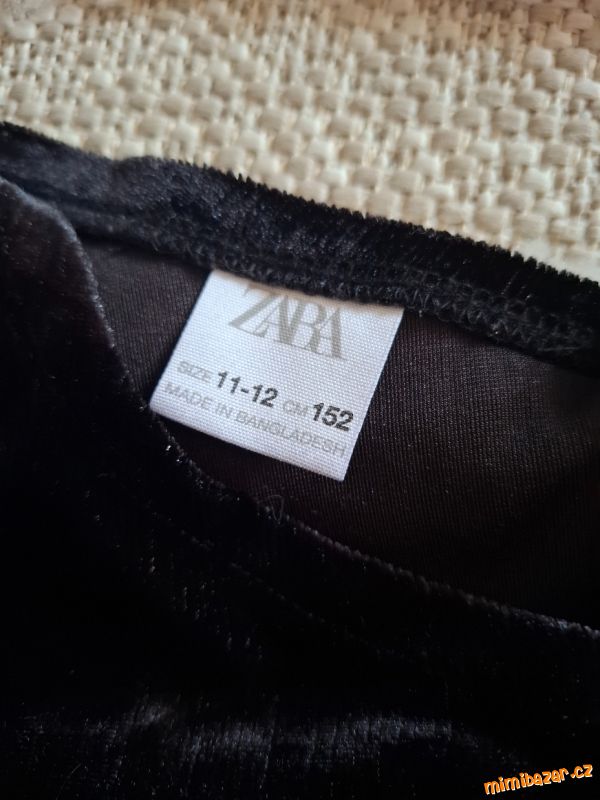 ZARA
SIZE 11-12 CM 152
MADE IN BANGLADESH
mimibazar.cz